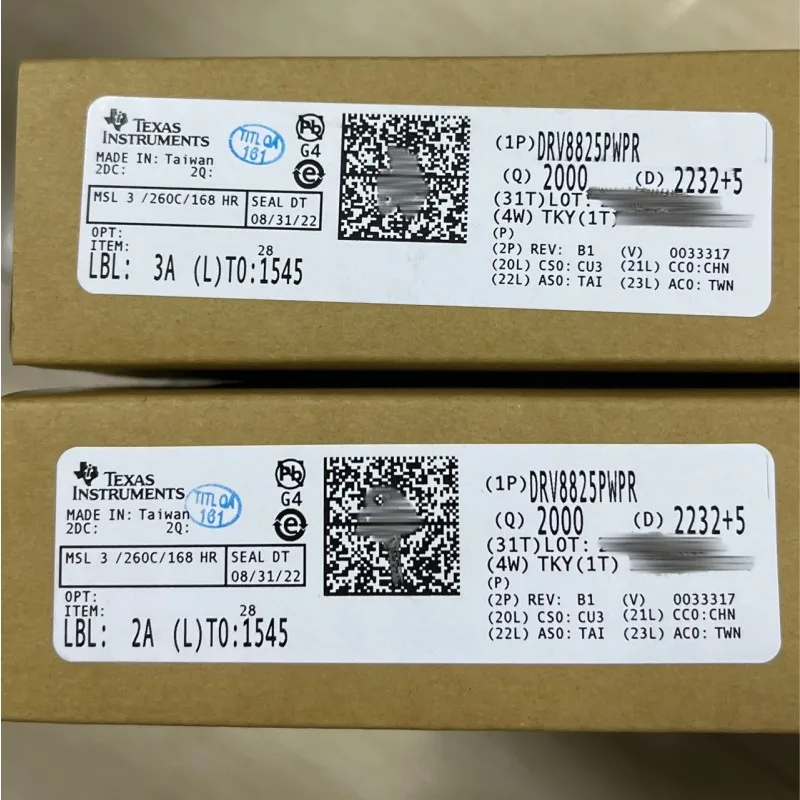 TEXAS
INSTRUMENTS
MADE IN: Taiwan
2DC: 2Q:
TITL QA
161
Pb
G4
e
MSL 3 /260C/168 HR
SEAL DT
08/31/22
OPT:
ITEM:
28
LBL: 3A (L)TO:1545
(1P)DRV8825PWPR
(Q) 2000 (D) 2232+5
(31T)LOT:
(4W) TKY(1T)
(P)
(2P) REV: B1 (V) 0033317
(20L) CSO: CU3 (21L) CCO:CHN
(22L) ASO: TAI (23L) ACO: TWN
TEXAS
INSTRUMENTS
MADE IN: Taiwan
2DC: 2Q:
TITL QA
161
Pb
G4
e
MSL 3 /260C/168 HR
SEAL DT
08/31/22
OPT:
ITEM:
28
LBL: 2A (L)TO:1545
(1P)DRV8825PWPR
(Q) 2000 (D) 2232+5
(31T)LOT:
(4W) TKY(1T)
(P)
(2P) REV: B1 (V) 0033317
(20L) CSO: CU3 (21L) CCO:CHN
(22L) ASO: TAI (23L) ACO: TWN